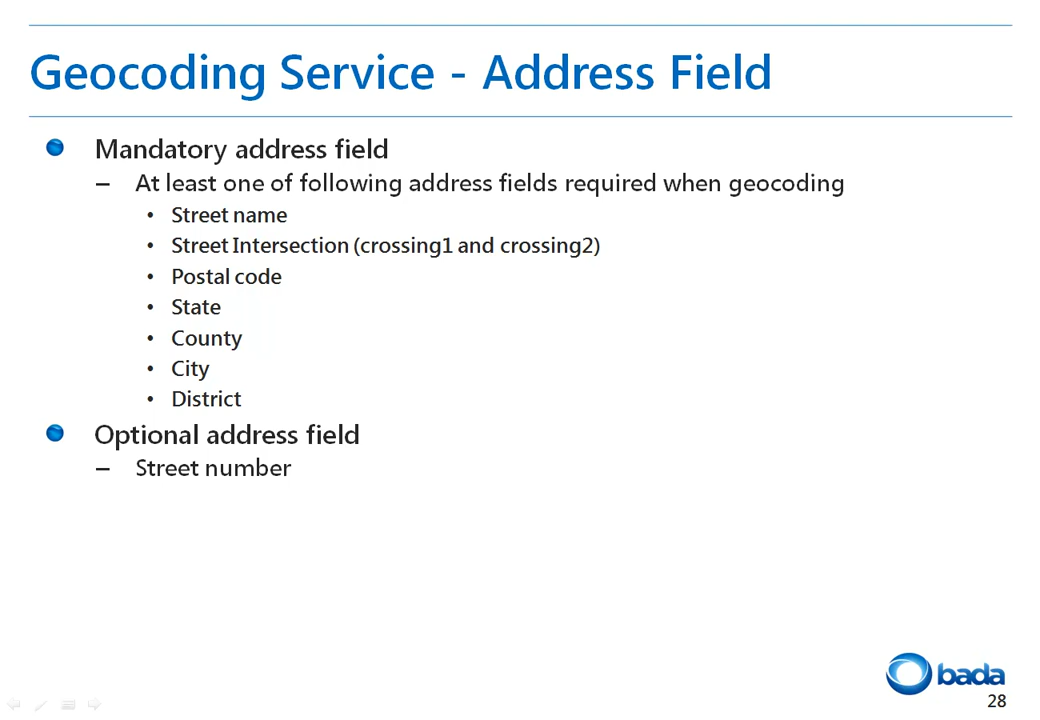 Geocoding Service - Address Field
Mandatory address field
– At least one of following address fields required when geocoding
• Street name
• Street Intersection (crossing1 and crossing2)
• Postal code
• State
• County
• City
• District
Optional address field
– Street number
bada
28